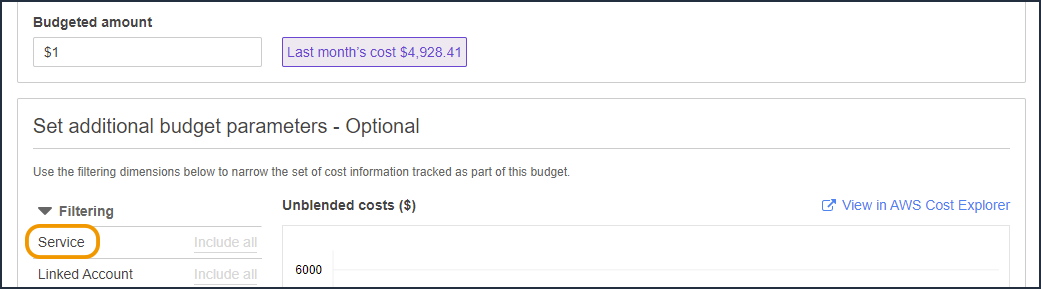 Budgeted amount
$1
Last month's cost $4,928.41
Set additional budget parameters - Optional
Use the filtering dimensions below to narrow the set of cost information tracked as part of this budget.
Filtering
Service Include all
Linked Account Include all
Unblended costs ($)
View in AWS Cost Explorer
6000